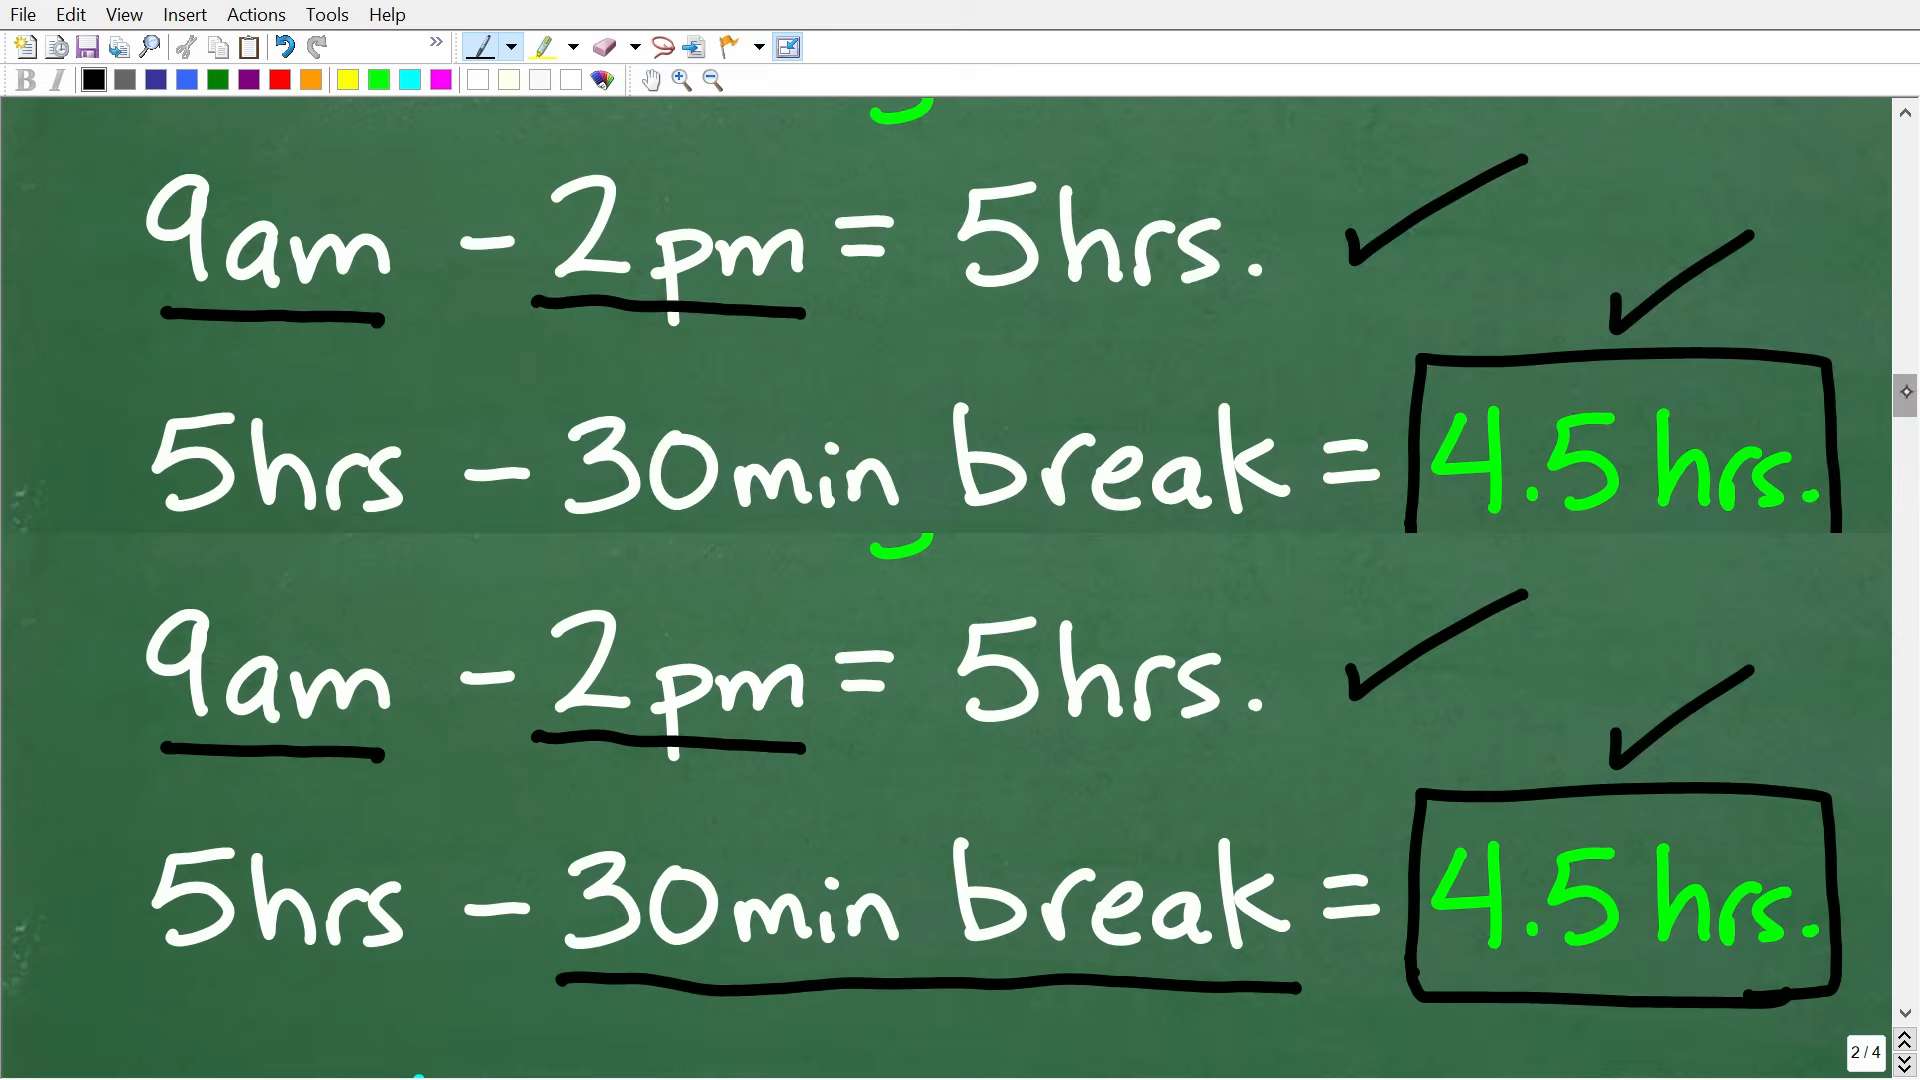 File Edit View Insert Actions Tools Help
B I
9am - 2pm = 5hrs.
5hrs - 30min break = 4.5 hrs.
9am - 2pm = 5hrs.
5hrs - 30min break = 4.5 hrs.
2 / 4